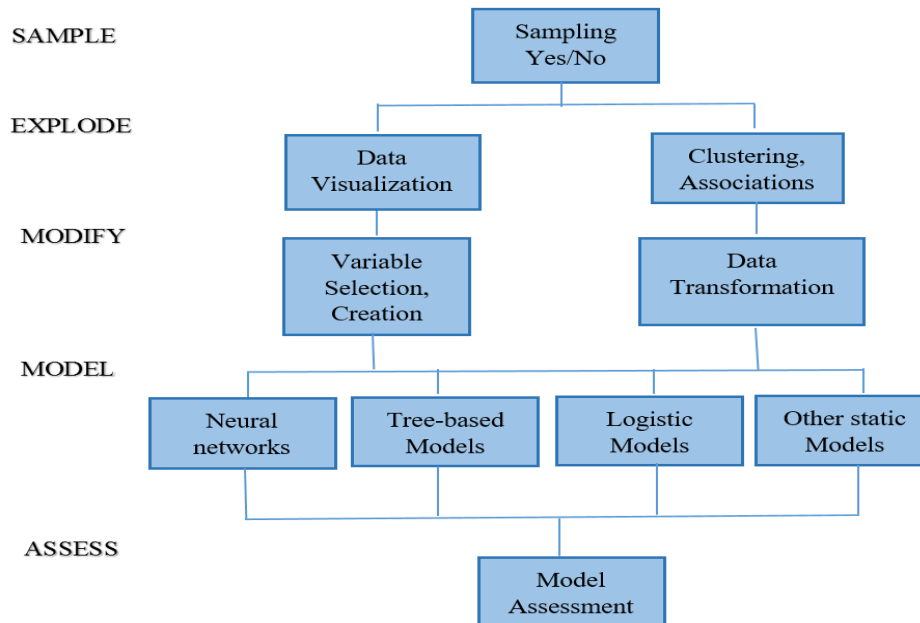 SAMPLE
Sampling
Yes/No
EXPLODE
Data
Visualization
Clustering,
Associations
MODIFY
Variable
Selection,
Creation
Data
Transformation
MODEL
Neural
networks
Tree-based
Models
Logistic
Models
Other static
Models
ASSESS
Model
Assessment